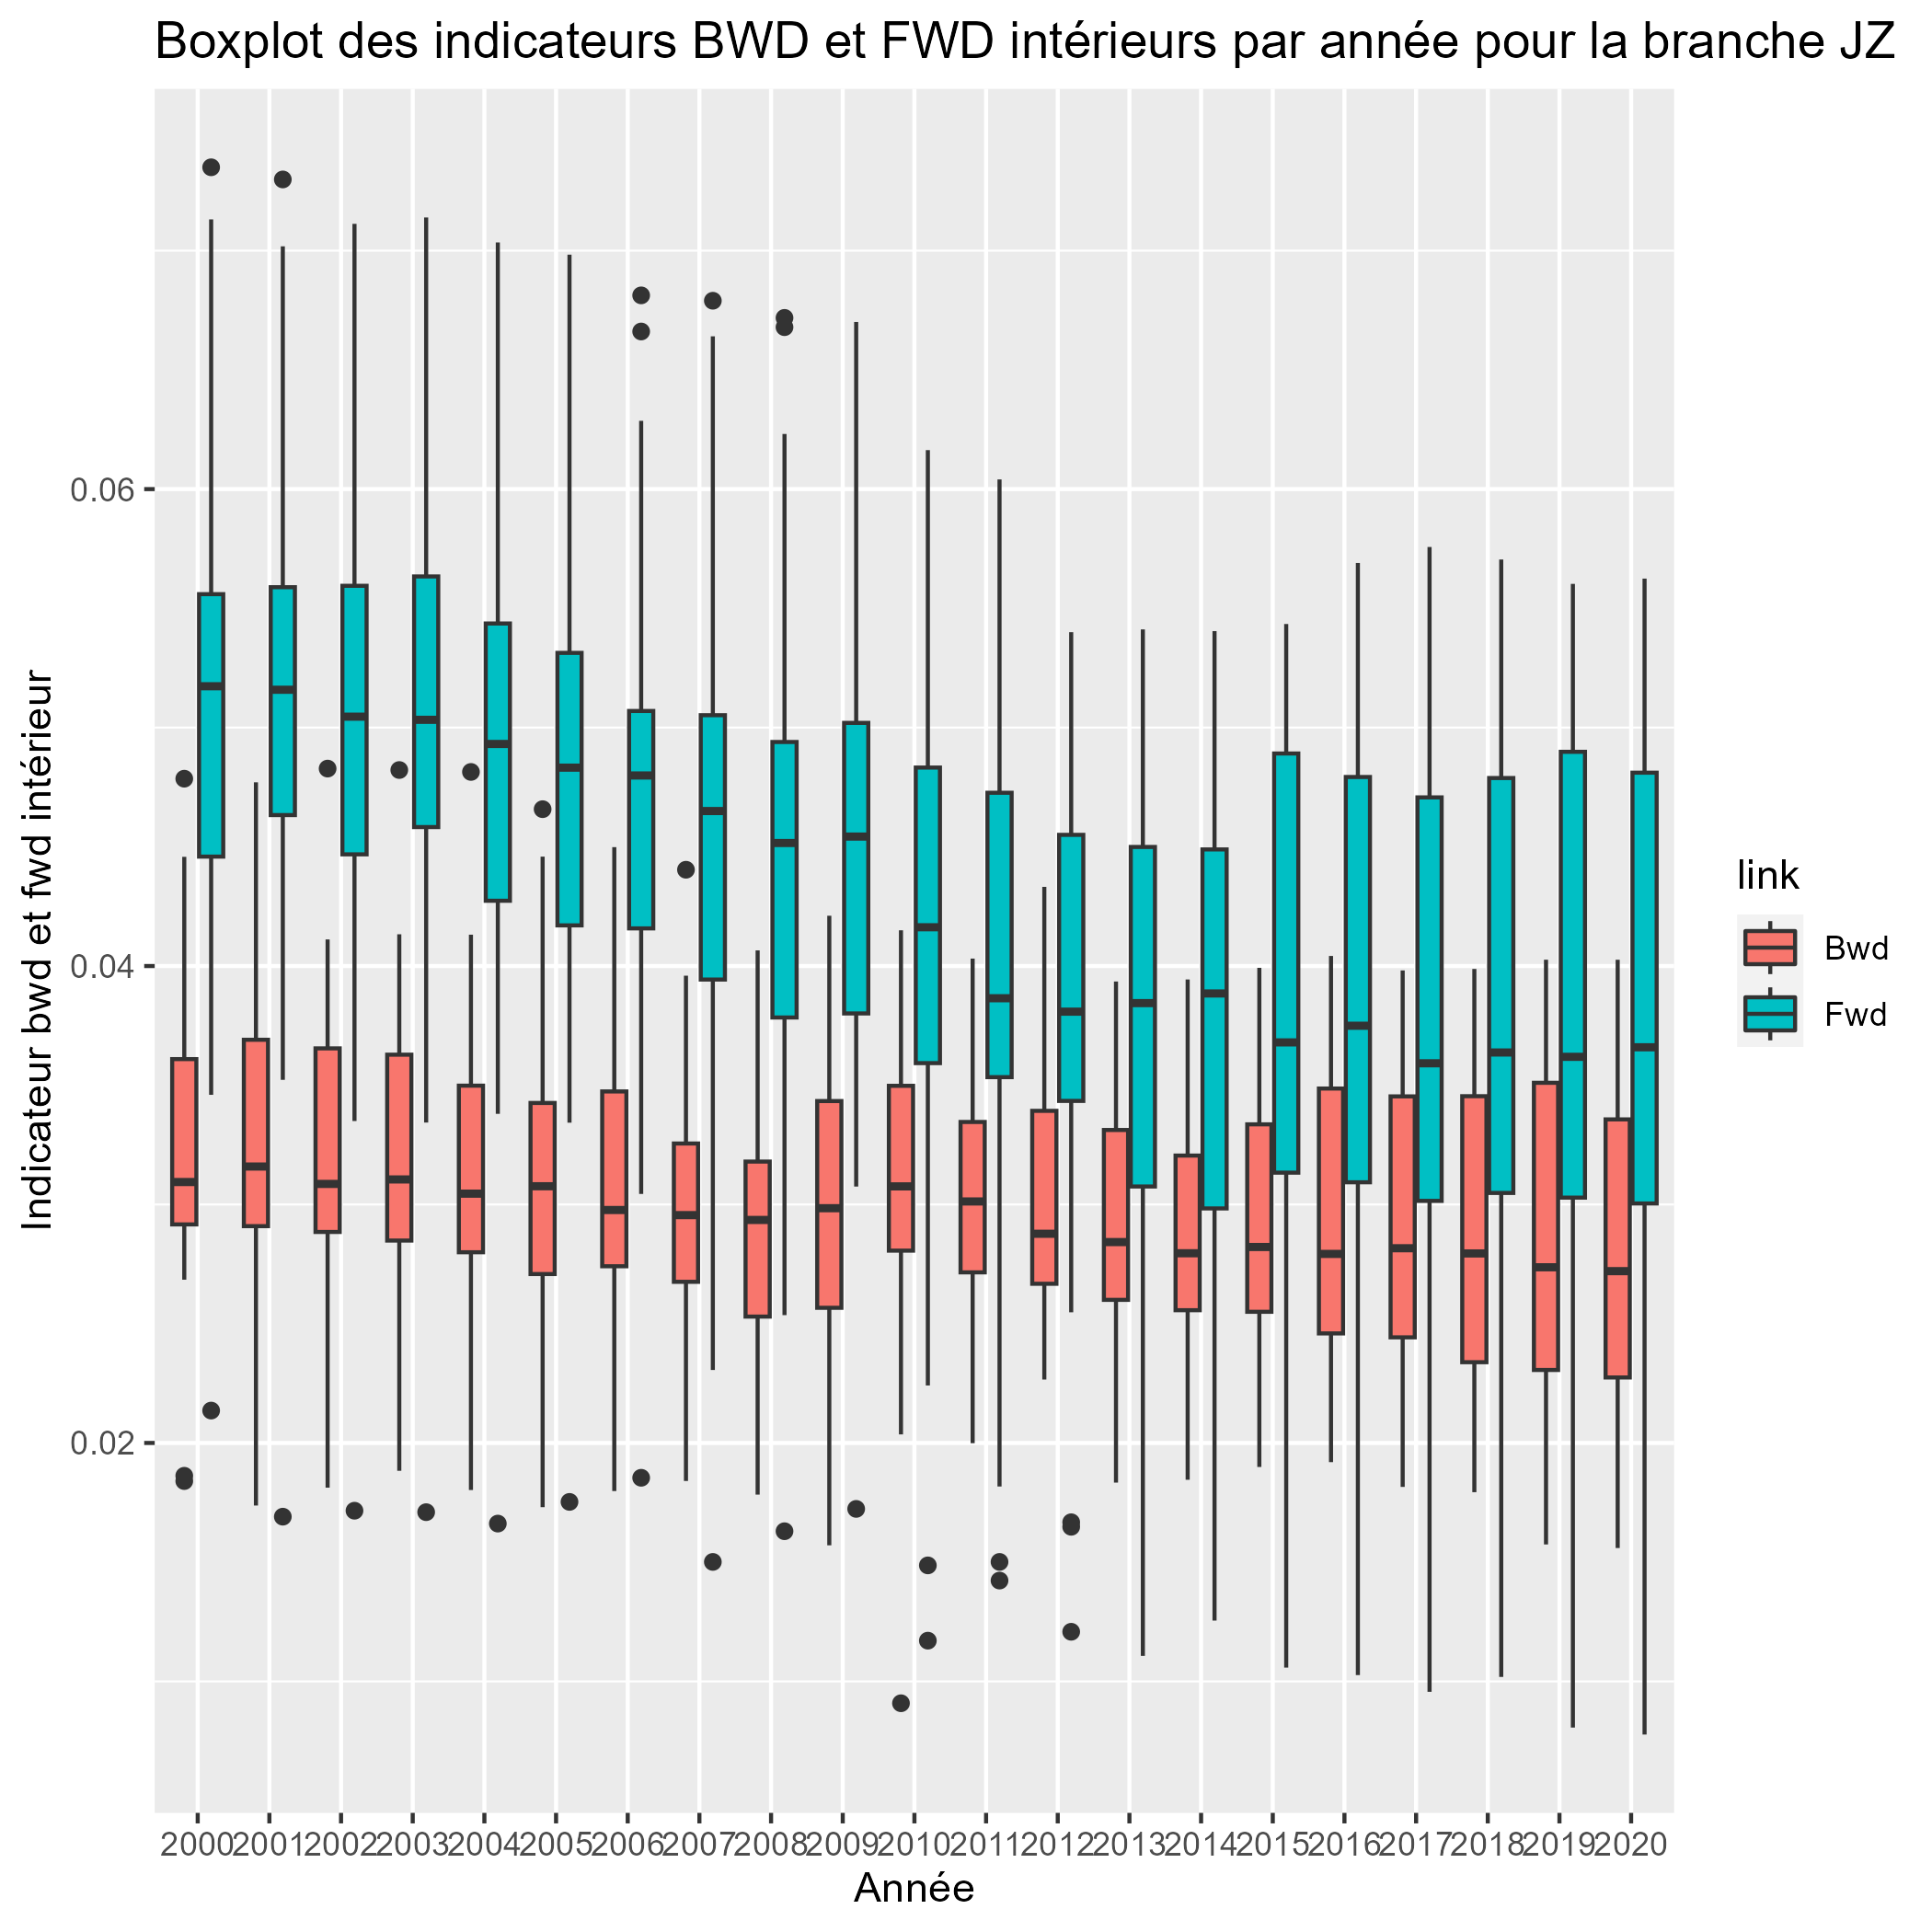 Boxplot des indicateurs BWD et FWD intérieurs par année pour la branche JZ
Indicateur bwd et fwd intérieur
0.06
0.04
0.02
2000 2001 2002 2003 2004 2005 2006 2007 2008 2009 2010 2011 2012 2013 2014 2015 2016 2017 2018 2019 2020
Année
link
Bwd
Fwd